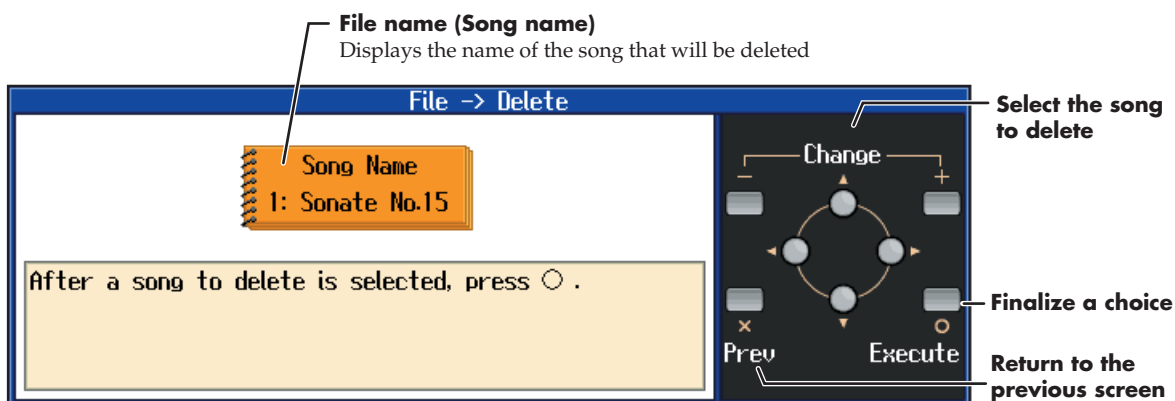 File name (Song name)
Displays the name of the song that will be deleted
File -> Delete
Song Name
1: Sonate No.15
After a song to delete is selected, press ○ .
Change
− +
× ○
Prev Execute
Select the song
to delete
Finalize a choice
Return to the
previous screen